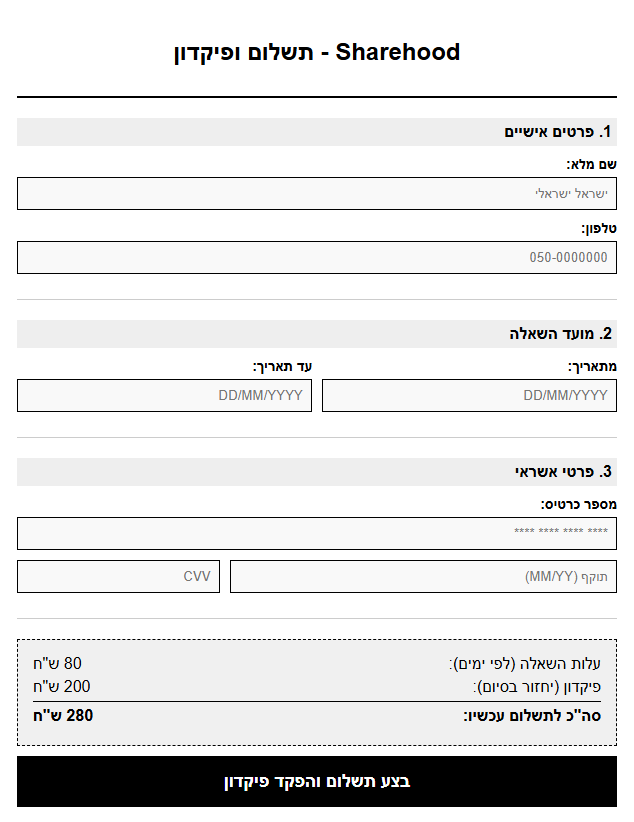 Sharehood - תשלום ופיקדון
1. פרטים אישיים
שם מלא:
ישראל ישראלי
טלפון:
050-0000000
2. מועד השאלה
מתאריך:
עד תאריך:
DD/MM/YYYY
DD/MM/YYYY
3. פרטי אשראי
מספר כרטיס:
**** **** **** ****
תוקף (MM/YY)
CVV
עלות השאלה (לפי ימים): 80 ש"ח
פיקדון (יחזור בסיום): 200 ש"ח
סה"כ לתשלום עכשיו: 280 ש"ח
בצע תשלום והפקד פיקדון